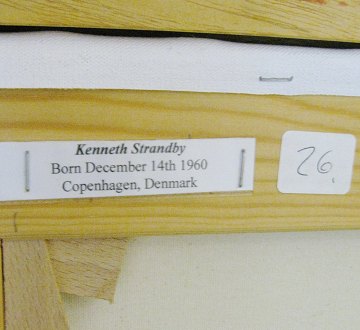 Kenneth Strandby
Born December 14th 1960
Copenhagen, Denmark
26.